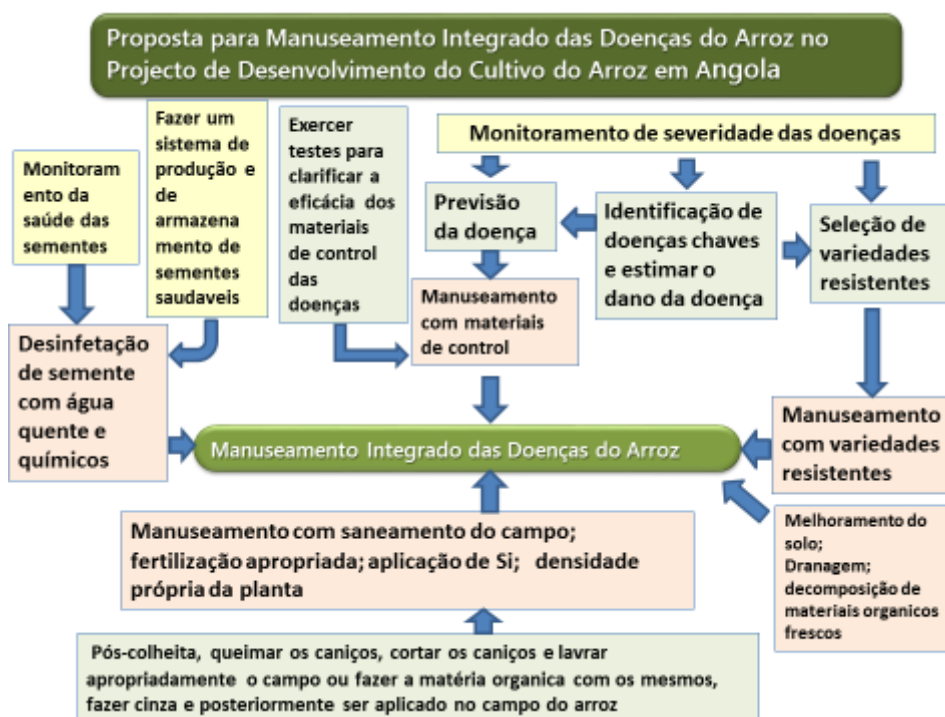 Proposta para Manuseamento Integrado das Doenças do Arroz no
Projecto de Desenvolvimento do Cultivo do Arroz em Angola
Monitoram
ento da
saúde das
sementes
Fazer um
sistema de
produção e
de
armazena
mento de
sementes
saudaveis
Exercer
testes para
clarificar a
eficácia dos
materiais
de control
das
doenças
Monitoramento de severidade das doenças
Previsão
da doença
Identificação de
doenças chaves
e estimar o
dano da doença
Seleção de
variedades
resistentes
Manuseamento
com materiais
de control
Desinfetação
de semente
com água
quente e
químicos
Manuseamento Integrado das Doenças do Arroz
Manuseamento
com variedades
resistentes
Manuseamento com saneamento do campo;
fertilização apropriada; aplicação de Si; densidade
própria da planta
Melhoramento do
solo;
Dranagem;
decomposição de
materiais organicos
frescos
Pós-colheita, queimar os caniços, cortar os caniços e lavrar
apropriadamente o campo ou fazer a matéria organica com os mesmos,
fazer cinza e posteriormente ser aplicado no campo do arroz